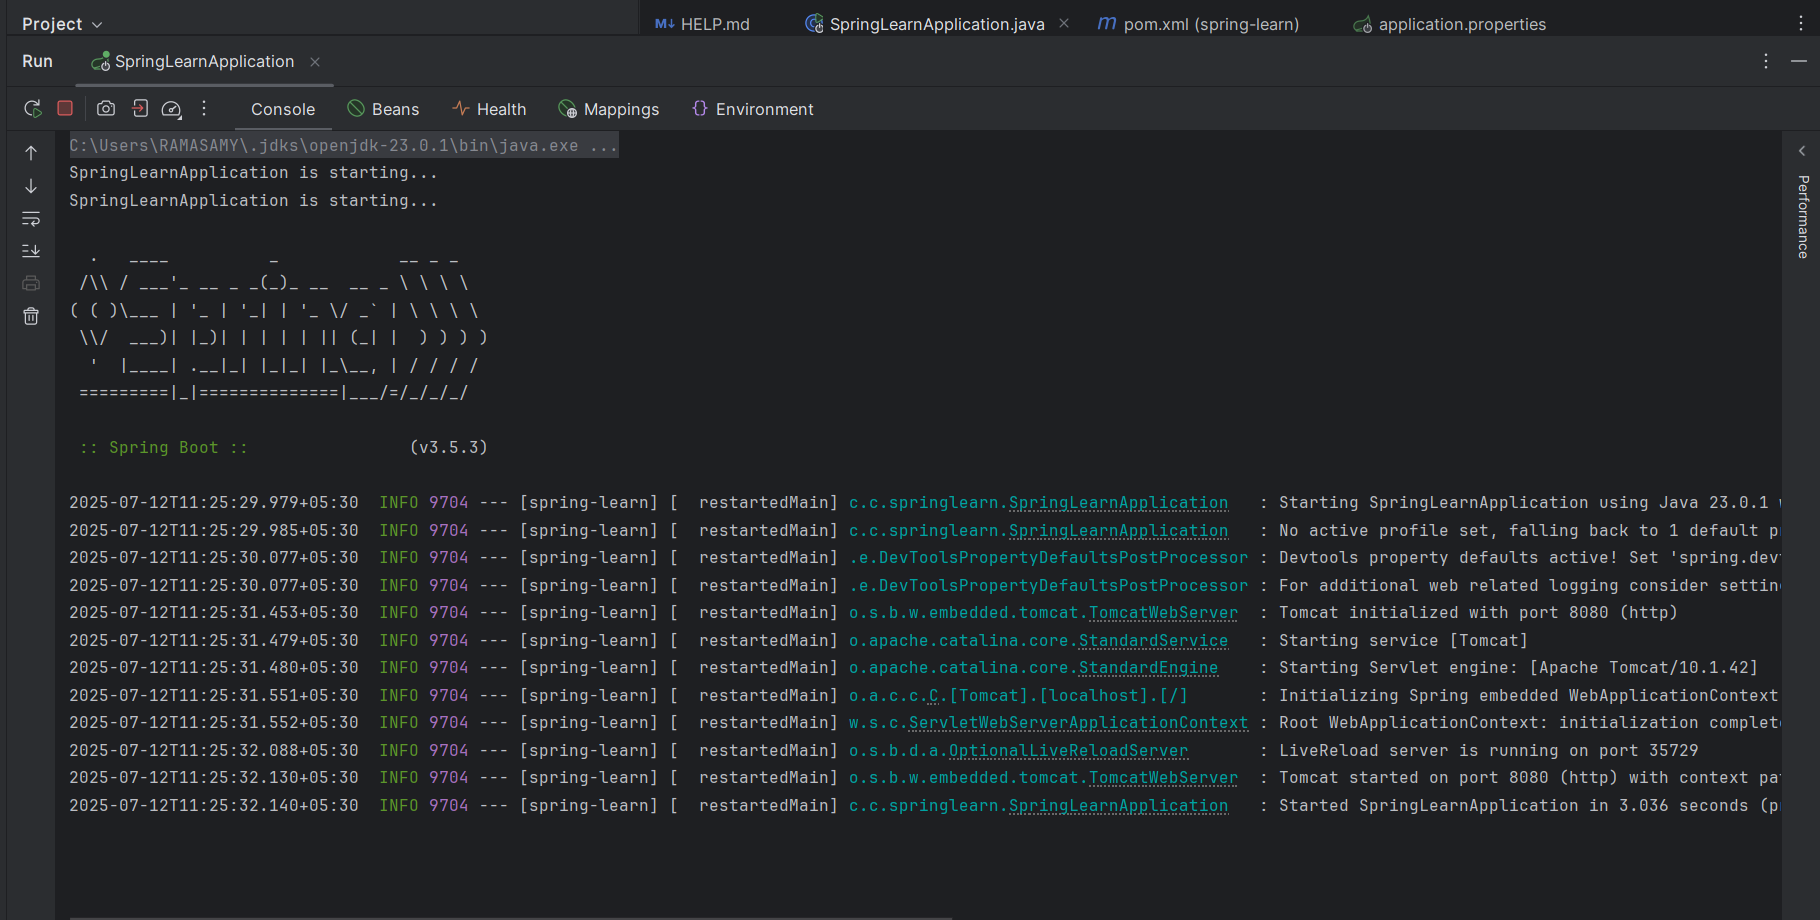 Project
M↓ HELP.md
SpringLearnApplication.java
m pom.xml (spring-learn)
application.properties
Run
SpringLearnApplication
Console
Beans
Health
Mappings
{} Environment
C:\Users\RAMASAMY\.jdks\openjdk-23.0.1\bin\java.exe ...
SpringLearnApplication is starting...
SpringLearnApplication is starting...
  .   ____          _            __ _ _
 /\\ / ___'_ __ _ _(_)_ __  __ _ \ \ \ \
( ( )\___ | '_ | '_| | '_ \/ _` | \ \ \ \
 \\/  ___)| |_)| | | | | || (_| |  ) ) ) )
  '  |____| .__|_| |_|_| |_\__, | / / / /
 =========|_|==============|___/=/_/_/_/
:: Spring Boot ::                (v3.5.3)
2025-07-12T11:25:29.979+05:30  INFO 9704 --- [spring-learn] [  restartedMain] c.c.springlearn.SpringLearnApplication   : Starting SpringLearnApplication using Java 23.0.1
2025-07-12T11:25:29.985+05:30  INFO 9704 --- [spring-learn] [  restartedMain] c.c.springlearn.SpringLearnApplication   : No active profile set, falling back to 1 default
2025-07-12T11:25:30.077+05:30  INFO 9704 --- [spring-learn] [  restartedMain] .e.DevToolsPropertyDefaultsPostProcessor : Devtools property defaults active! Set 'spring.dev
2025-07-12T11:25:30.077+05:30  INFO 9704 --- [spring-learn] [  restartedMain] .e.DevToolsPropertyDefaultsPostProcessor : For additional web related logging consider settin
2025-07-12T11:25:31.453+05:30  INFO 9704 --- [spring-learn] [  restartedMain] o.s.b.w.embedded.tomcat.TomcatWebServer  : Tomcat initialized with port 8080 (http)
2025-07-12T11:25:31.479+05:30  INFO 9704 --- [spring-learn] [  restartedMain] o.apache.catalina.core.StandardService   : Starting service [Tomcat]
2025-07-12T11:25:31.480+05:30  INFO 9704 --- [spring-learn] [  restartedMain] o.apache.catalina.core.StandardEngine    : Starting Servlet engine: [Apache Tomcat/10.1.42]
2025-07-12T11:25:31.551+05:30  INFO 9704 --- [spring-learn] [  restartedMain] o.a.c.c.C.[Tomcat].[localhost].[/]       : Initializing Spring embedded WebApplicationContext
2025-07-12T11:25:31.552+05:30  INFO 9704 --- [spring-learn] [  restartedMain] w.s.c.ServletWebServerApplicationContext : Root WebApplicationContext: initialization complet
2025-07-12T11:25:32.088+05:30  INFO 9704 --- [spring-learn] [  restartedMain] o.s.b.d.a.OptionalLiveReloadServer       : LiveReload server is running on port 35729
2025-07-12T11:25:32.130+05:30  INFO 9704 --- [spring-learn] [  restartedMain] o.s.b.w.embedded.tomcat.TomcatWebServer  : Tomcat started on port 8080 (http) with context pa
2025-07-12T11:25:32.140+05:30  INFO 9704 --- [spring-learn] [  restartedMain] c.c.springlearn.SpringLearnApplication   : Started SpringLearnApplication in 3.036 seconds (p
Performance